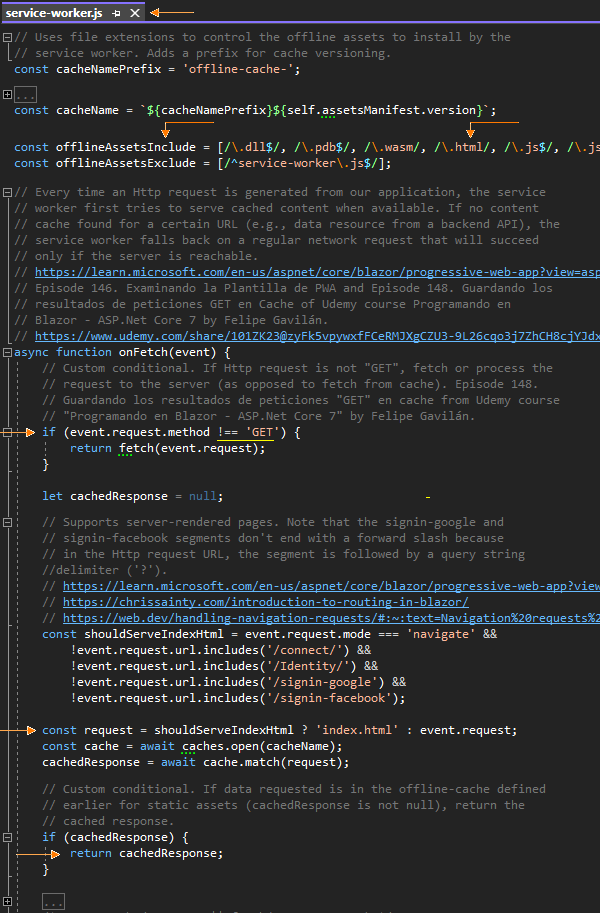 service-worker.js
// Uses file extensions to control the offline assets to install by the
// service worker. Adds a prefix for cache versioning.
const cacheNamePrefix = 'offline-cache-';
...
const cacheName = `${cacheNamePrefix}${self.assetsManifest.version}`;
const offlineAssetsInclude = [/\.dll$/, /\.pdb$/, /\.wasm/, /\.html/, /\.js$/, /\.js
const offlineAssetsExclude = [/^service-worker\.js$/];
// Every time an Http request is generated from our application, the service
// worker first tries to serve cached content when available. If no content
// cache found for a certain URL (e.g., data resource from a backend API), the
// service worker falls back on a regular network request that will succeed
// only if the server is reachable.
// https://learn.microsoft.com/en-us/aspnet/core/blazor/progressive-web-app?view=asp
// Episode 146. Examinando la Plantilla de PWA and Episode 148. Guardando los
// resultados de peticiones GET en Cache of Udemy course Programando en
// Blazor - ASP.Net Core 7 by Felipe Gavilán.
// https://www.udemy.com/share/101ZK23@zyFk5vpywxfFCeRMJXgCZU3-9L26cqo3j7ZhCH8cjYJdx
async function onFetch(event) {
// Custom conditional. If Http request is not "GET", fetch or process the
// request to the server (as opposed to fetch from cache). Episode 148.
// Guardando los resultados de peticiones "GET" en cache from Udemy course
// "Programando en Blazor - ASP.Net Core 7" by Felipe Gavilán.
if (event.request.method !== 'GET') {
return fetch(event.request);
}
let cachedResponse = null;
// Supports server-rendered pages. Note that the signin-google and
// signin-facebook segments don't end with a forward slash because
// in the Http request URL, the segment is followed by a query string
//delimiter ('?').
// https://learn.microsoft.com/en-us/aspnet/core/blazor/progressive-web-app?view
// https://chrissainty.com/introduction-to-routing-in-blazor/
// https://web.dev/handling-navigation-requests/#:~:text=Navigation%20requests%2
const shouldServeIndexHtml = event.request.mode === 'navigate' &&
!event.request.url.includes('/connect/') &&
!event.request.url.includes('/Identity/') &&
!event.request.url.includes('/signin-google') &&
!event.request.url.includes('/signin-facebook');
const request = shouldServeIndexHtml ? 'index.html' : event.request;
const cache = await caches.open(cacheName);
cachedResponse = await cache.match(request);
// Custom conditional. If data requested is in the offline-cache defined
// earlier for static assets (cachedResponse is not null), return the
// cached response.
if (cachedResponse) {
return cachedResponse;
}
...